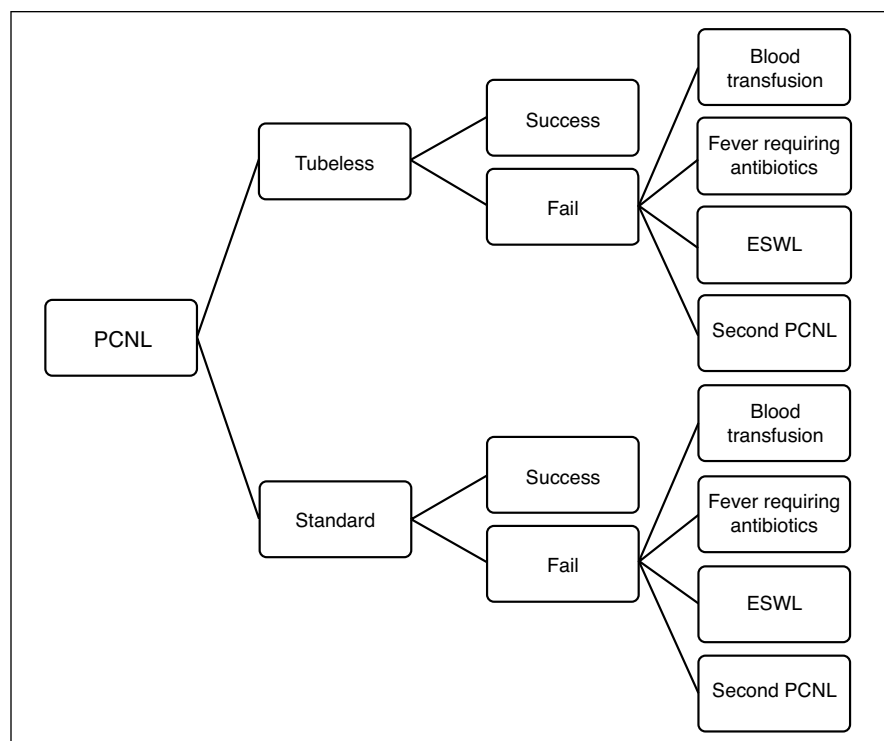 PCNL
Tubeless
Success
Fail
Blood
transfusion
Fever requiring
antibiotics
ESWL
Second PCNL
Standard
Success
Fail
Blood
transfusion
Fever requiring
antibiotics
ESWL
Second PCNL